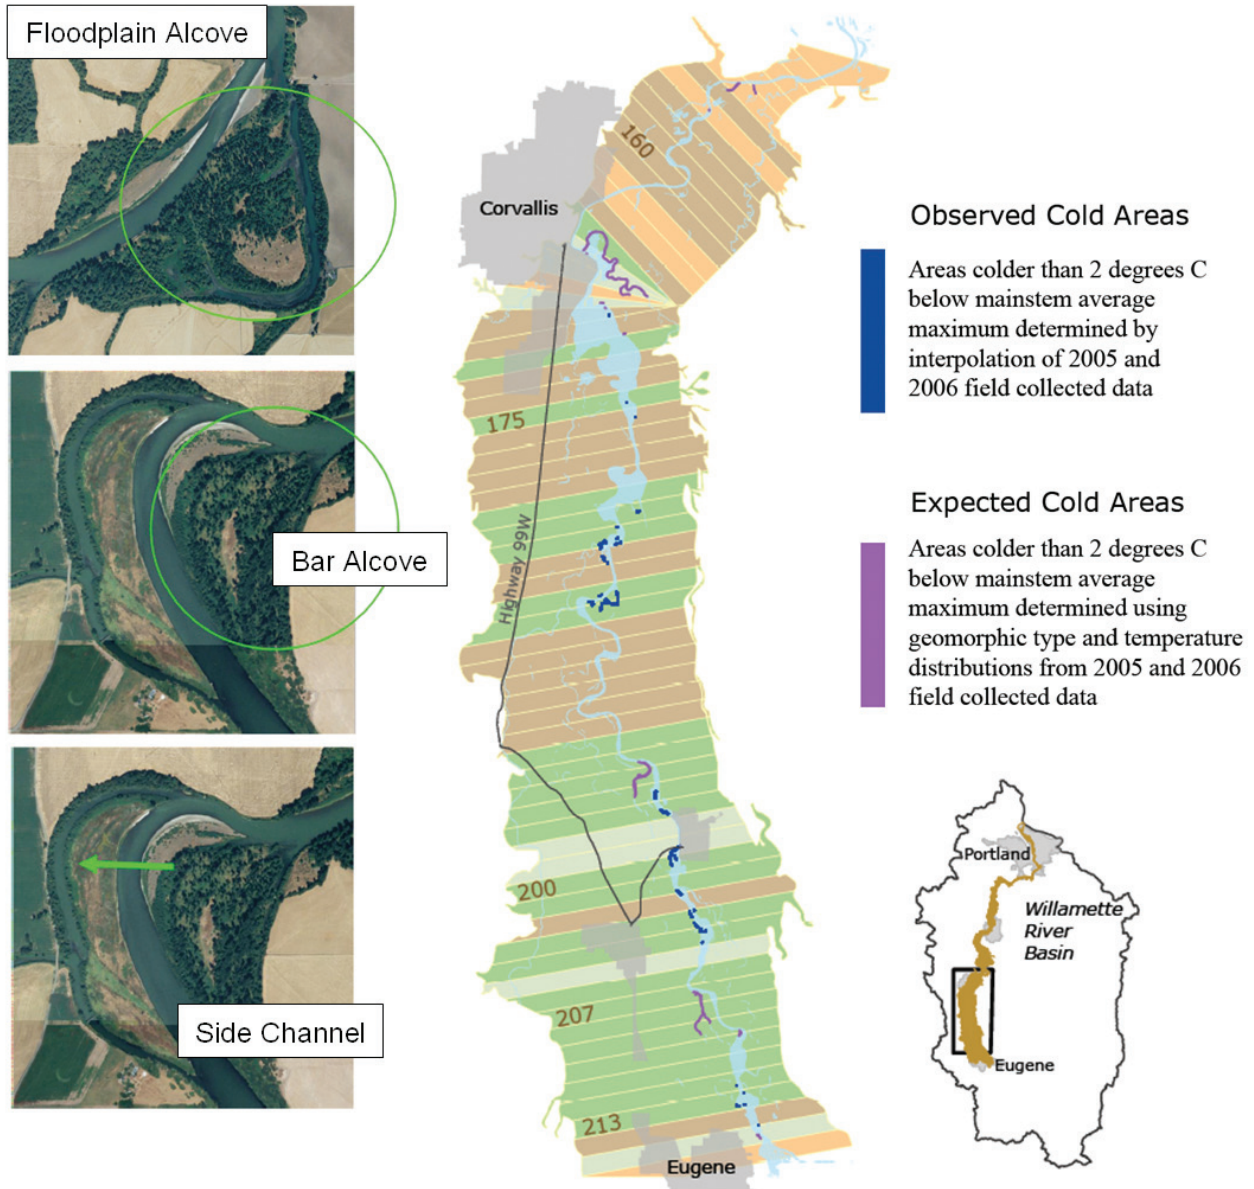 Floodplain Alcove
Bar Alcove
Side Channel
Corvallis
160
175
Highway 99W
200
207
213
Eugene
Observed Cold Areas
Areas colder than 2 degrees C
below mainstem average
maximum determined by
interpolation of 2005 and
2006 field collected data
Expected Cold Areas
Areas colder than 2 degrees C
below mainstem average
maximum determined using
geomorphic type and temperature
distributions from 2005 and 2006
field collected data
Portland
Willamette
River
Basin
Eugene